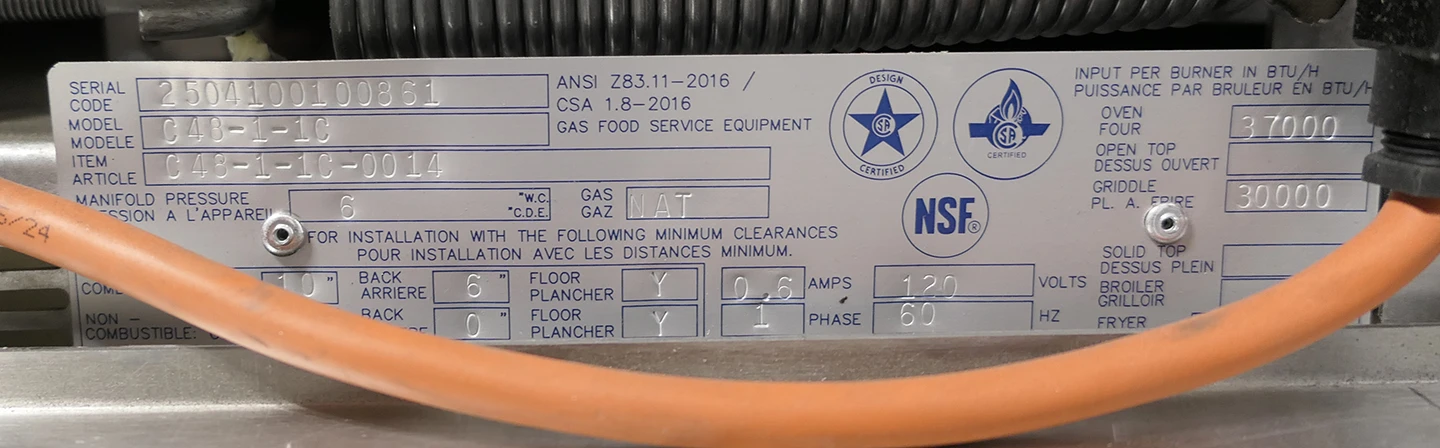 SERIAL
CODE 2504100100861
MODEL
MODELE C48-1-1C
ITEM
ARTICLE C48-1-1C-0014
ANSI Z83.11-2016 /
CSA 1.8-2016
GAS FOOD SERVICE EQUIPMENT
DESIGN
CERTIFIED
CERTIFIED
NSF®
MANIFOLD PRESSURE
A L'APPAREIL 6 "W.C.
"C.D.E.
GAS
GAZ NAT
FOR INSTALLATION WITH THE FOLLOWING MINIMUM CLEARANCES
POUR INSTALLATION AVEC LES DISTANCES MINIMUM.
10" BACK
ARRIERE 6" FLOOR
PLANCHER Y 0.6 AMPS 120 VOLTS
NON -
COMBUSTIBLE: BACK 0" FLOOR
PLANCHER Y 1 PHASE 60 HZ
INPUT PER BURNER IN BTU/H
PUISSANCE PAR BRULEUR EN BTU/H
OVEN
FOUR 37000
OPEN TOP
DESSUS OUVERT
GRIDDLE
PL. A. FRIRE 30000
SOLID TOP
DESSUS PLEIN
BROILER
GRILLOIR
FRYER
/24